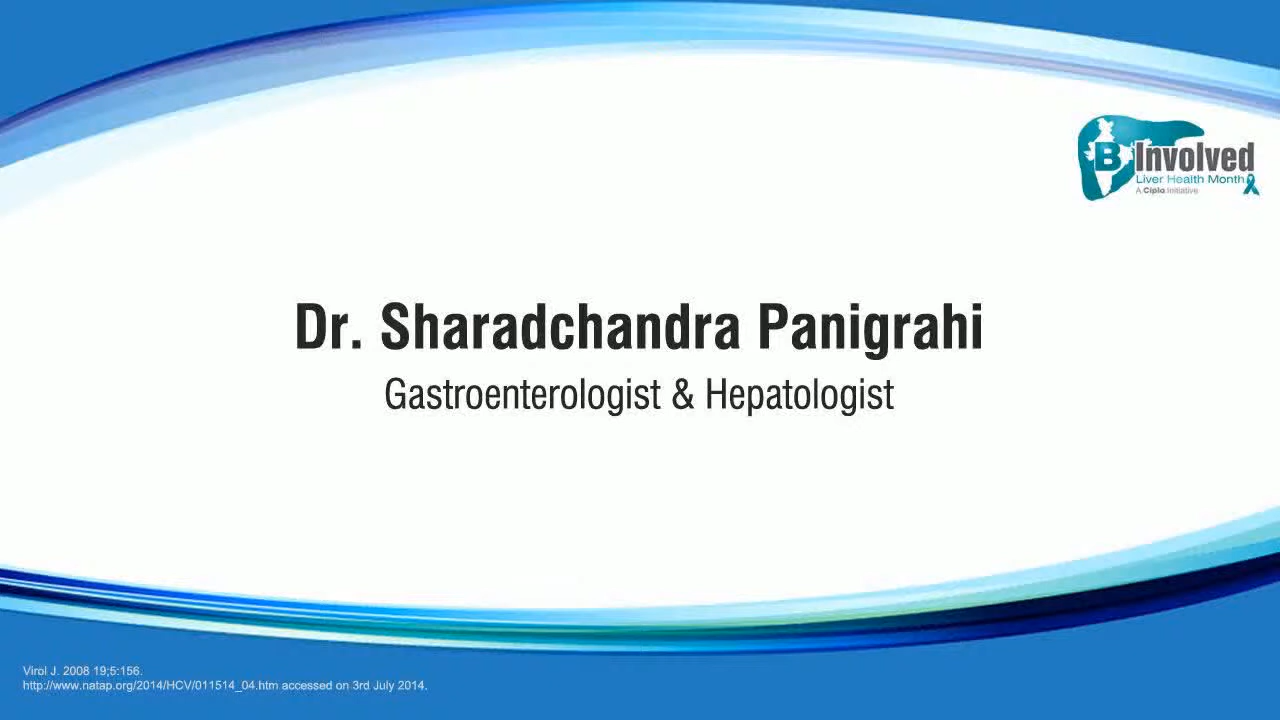 B Involved
Liver Health Month
A Cipla Initiative
Dr. Sharadchandra Panigrahi
Gastroenterologist & Hepatologist
Virol J. 2008 19;5:156.
http://www.natap.org/2014/HCV/011514_04.htm accessed on 3rd July 2014.